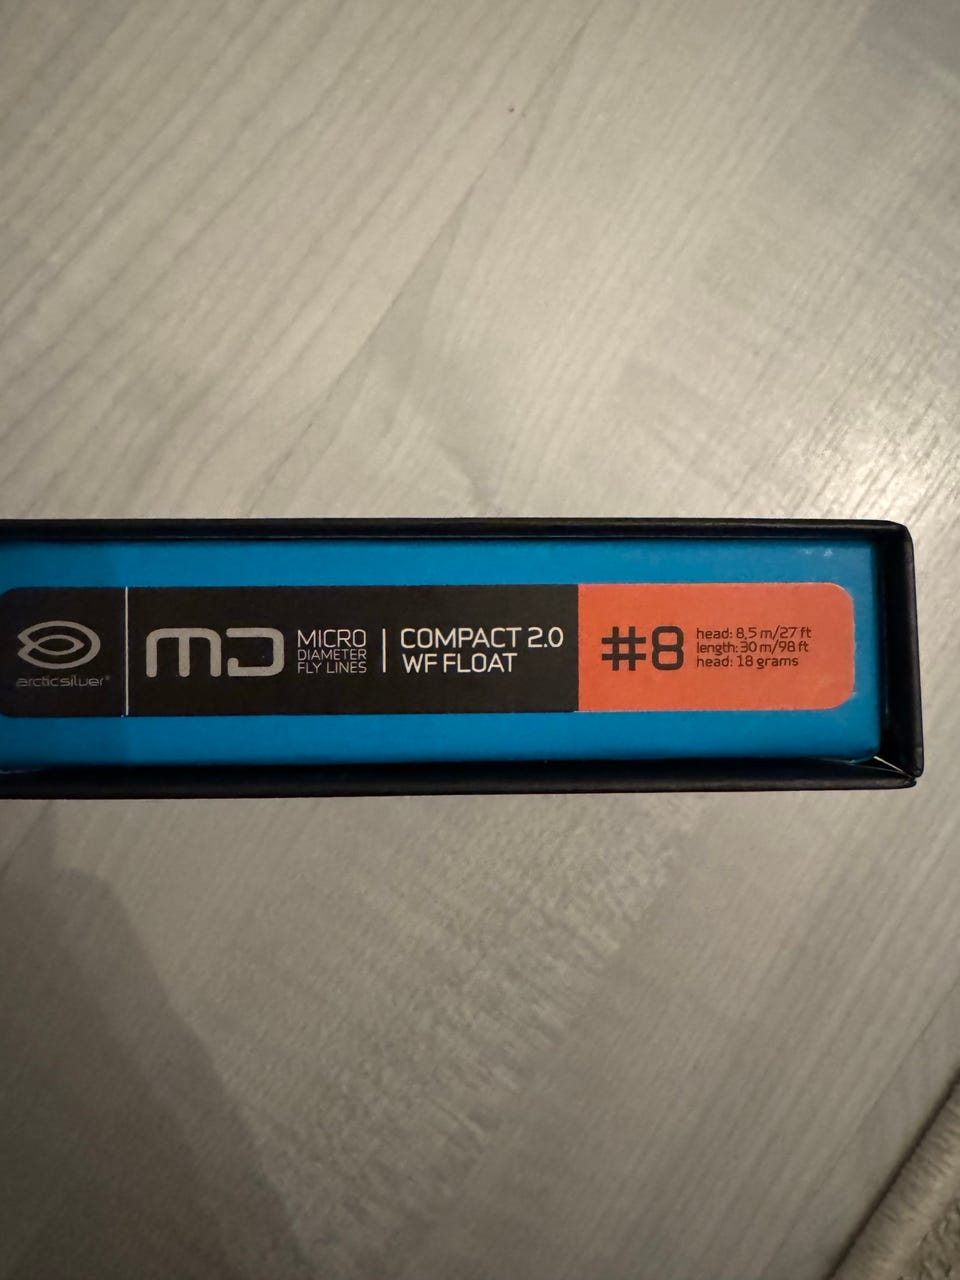 arcticsilver®
MD
MICRO
DIAMETER
FLY LINES
COMPACT 2.0
WF FLOAT
#8
head: 8,5 m/27 ft
length: 30 m/98 ft
head: 18 grams